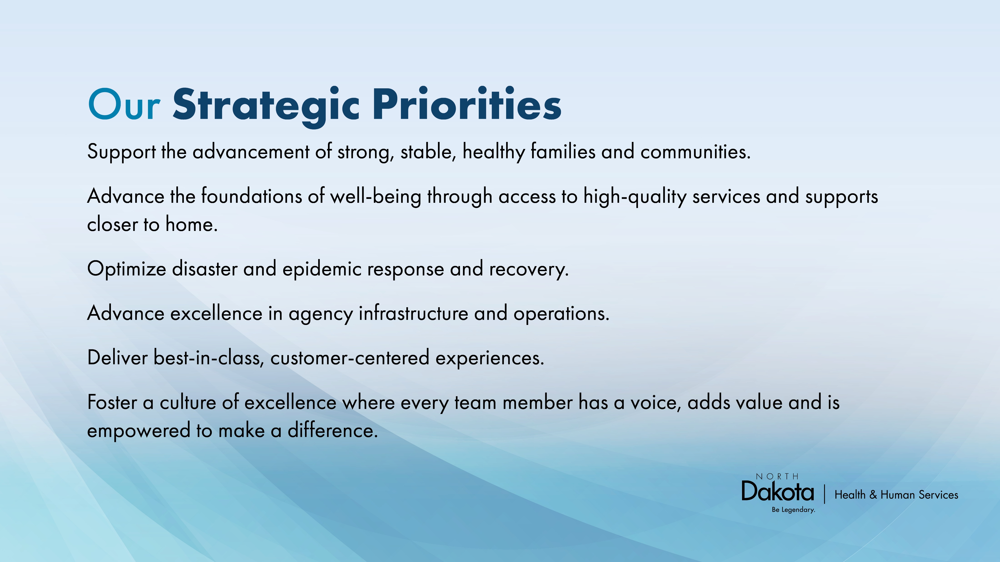 Our Strategic Priorities
Support the advancement of strong, stable, healthy families and communities.
Advance the foundations of well-being through access to high-quality services and supports
closer to home.
Optimize disaster and epidemic response and recovery.
Advance excellence in agency infrastructure and operations.
Deliver best-in-class, customer-centered experiences.
Foster a culture of excellence where every team member has a voice, adds value and is
empowered to make a difference.
NORTH
Dakota | Health & Human Services
Be Legendary.